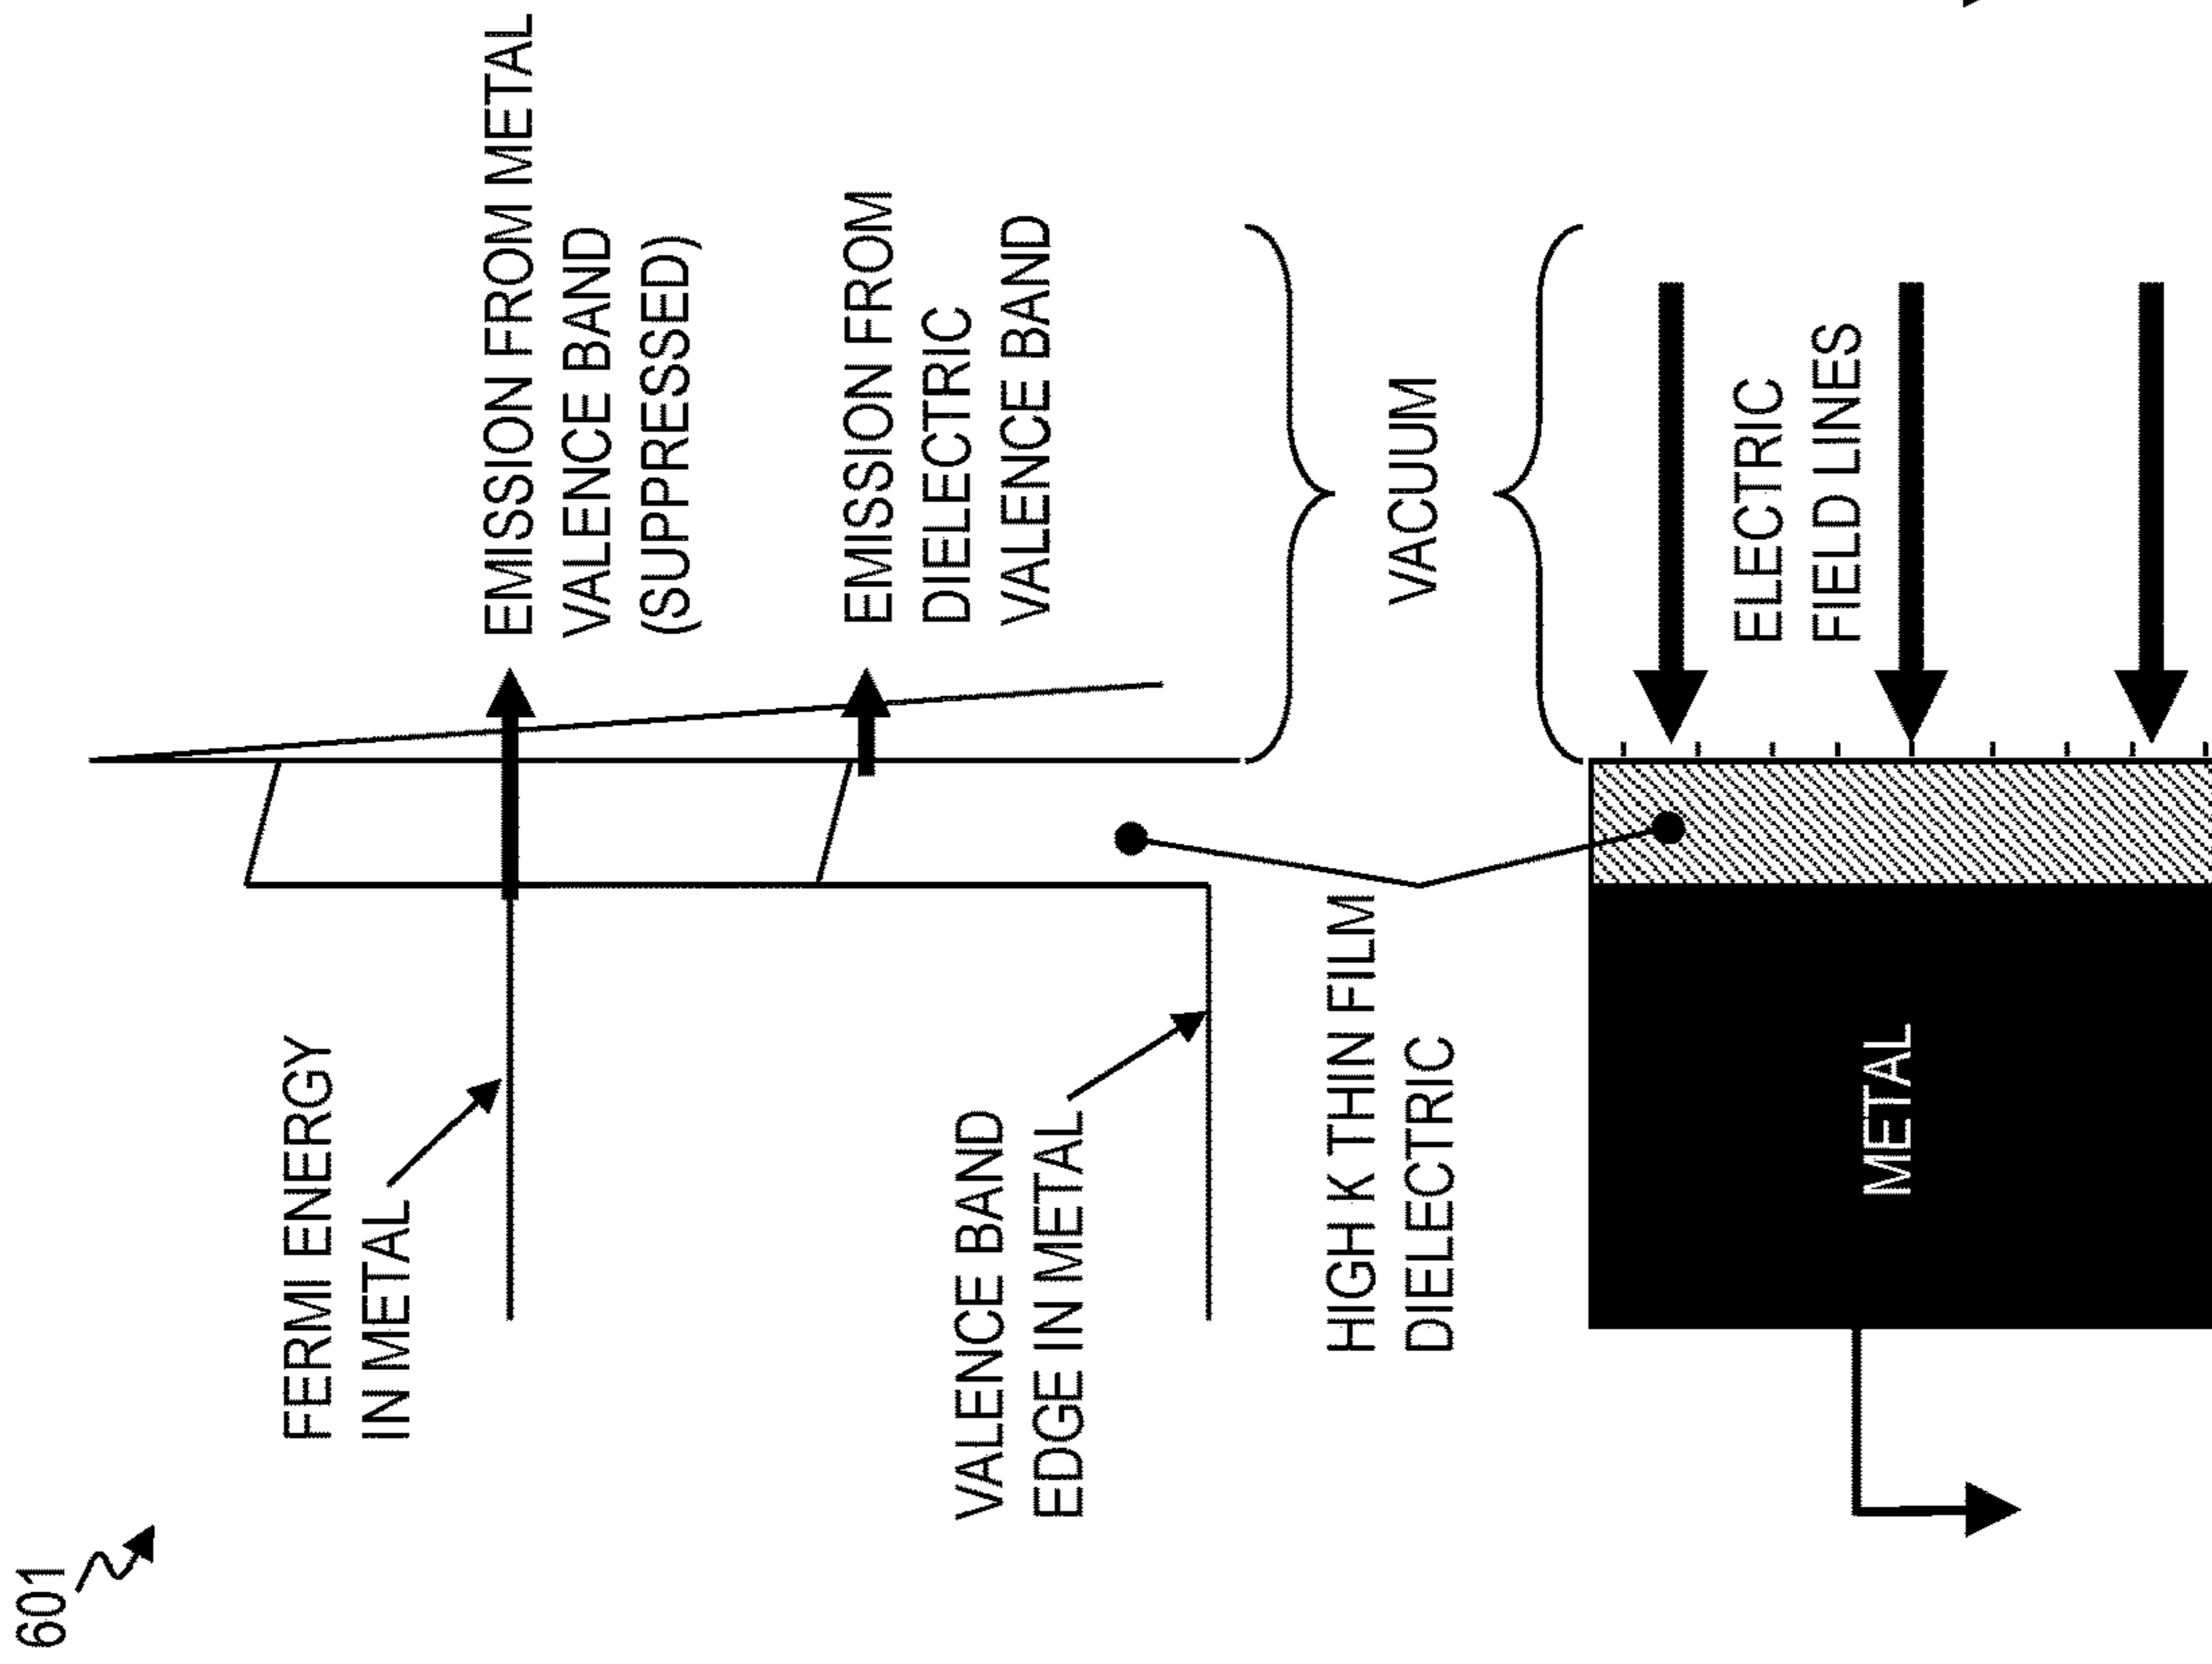 601
FERMI ENERGY
IN METAL
EMISSION FROM METAL
VALENCE BAND
(SUPPRESSED)
EMISSION FROM
DIELECTRIC
VALENCE BAND
VALENCE BAND
EDGE IN METAL
HIGH K THIN FILM
DIELECTRIC
VACUUM
ELECTRIC
FIELD LINES
METAL